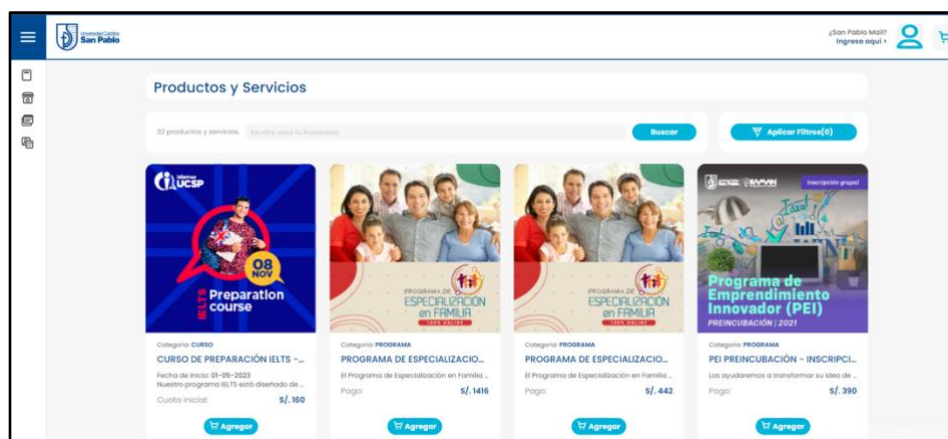 Universidad Católica
San Pablo
¿San Pablo Mail?
Ingresa aquí ›
Productos y Servicios
32 productos y servicios.
Escribe aquí tu búsqueda
Buscar
Aplicar Filtros(0)
Idiomas
UCSP
08
NOV
IELTS
Preparation
course
Categoría: CURSO
CURSO DE PREPARACIÓN IELTS -...
Fecha de Inicio: 01-05-2023
Nuestro programa IELTS está diseñado de ...
Cuota inicial:
S/. 160
Agregar
PROGRAMA DE
ESPECIALIZACIÓN
en FAMILIA
100% ONLINE
Categoría: PROGRAMA
PROGRAMA DE ESPECIALIZACIO...
El Programa de Especialización en Familia ...
Pago:
S/. 1416
Agregar
PROGRAMA DE
ESPECIALIZACIÓN
en FAMILIA
100% ONLINE
Categoría: PROGRAMA
PROGRAMA DE ESPECIALIZACIO...
El Programa de Especialización en Familia ...
Pago:
S/. 442
Agregar
Inscripción grupal
Idea!
Programa de
Emprendimiento
Innovador (PEI)
PREINCUBACIÓN | 2021
Categoría: PROGRAMA
PEI PREINCUBACIÓN - INSCRIPCI...
Los ayudaremos a transformar su idea de ...
Pago:
S/. 390
Agregar